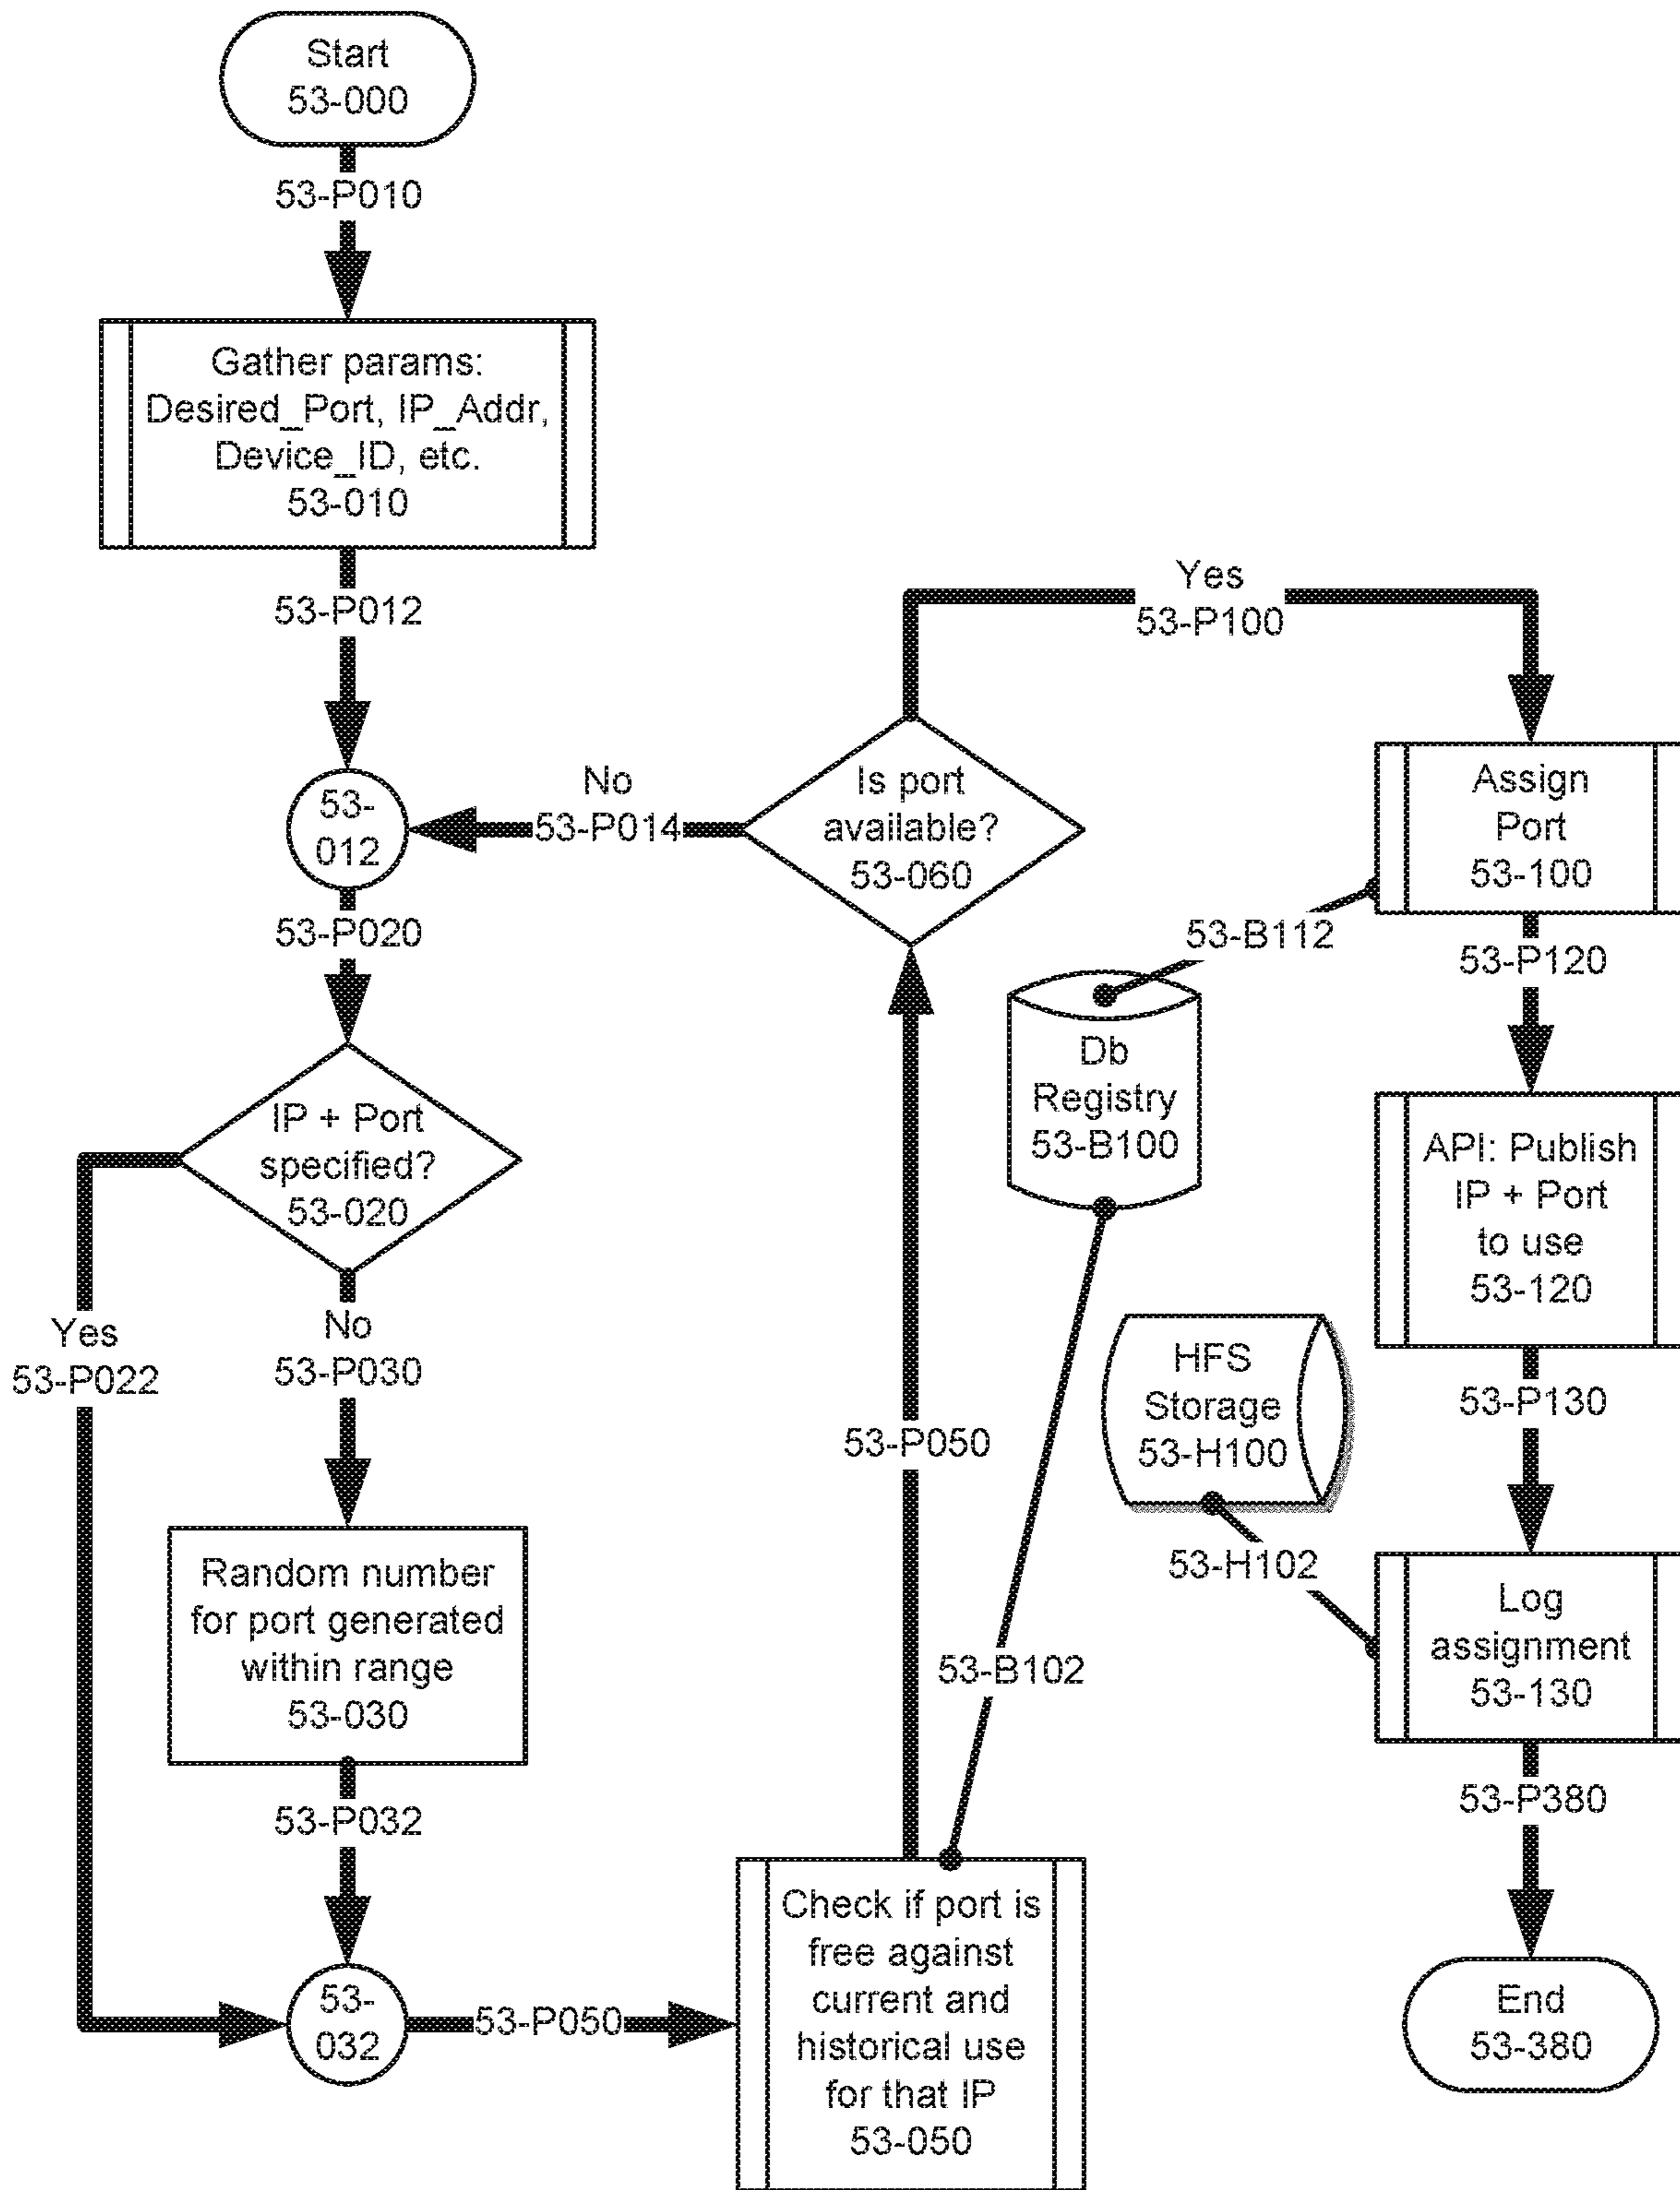 Start
53-000
53-P010
Gather params:
Desired_Port, IP_Addr,
Device_ID, etc.
53-010
53-P012
53-
012
53-P020
IP + Port
specified?
53-020
Yes
53-P022
No
53-P030
Random number
for port generated
within range
53-030
53-P032
53-
032
53-P050
Check if port is
free against
current and
historical use
for that IP
53-050
53-P050
Is port
available?
53-060
No
53-P014
Yes
53-P100
Db
Registry
53-B100
53-B112
53-B102
HFS
Storage
53-H100
53-H102
Assign
Port
53-100
53-P120
API: Publish
IP + Port
to use
53-120
53-P130
Log
assignment
53-130
53-P380
End
53-380